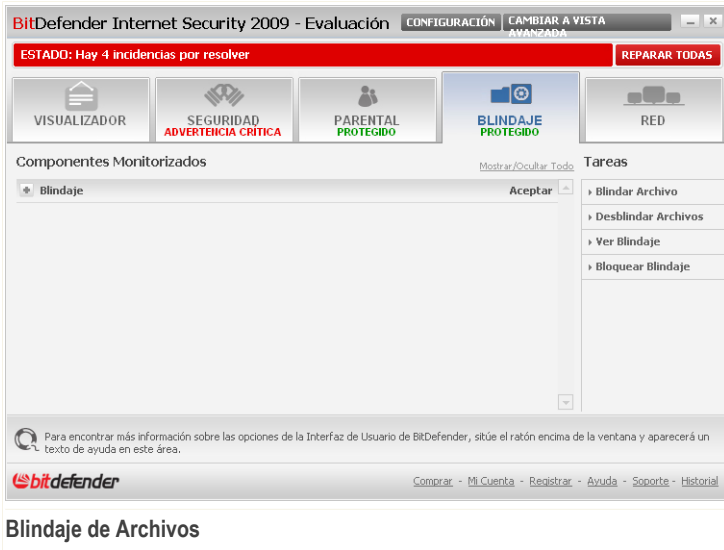 BitDefender Internet Security 2009 - Evaluación
CONFIGURACIÓN
CAMBIAR A VISTA
AVANZADA
ESTADO: Hay 4 incidencias por resolver
REPARAR TODAS
VISUALIZADOR
SEGURIDAD
ADVERTENCIA CRÍTICA
PARENTAL
PROTEGIDO
BLINDAJE
PROTEGIDO
RED
Componentes Monitorizados
Mostrar/Ocultar Todo
Blindaje
Aceptar
Tareas
Blindar Archivo
Desblindar Archivos
Ver Blindaje
Bloquear Blindaje
Para encontrar más información sobre las opciones de la Interfaz de Usuario de BitDefender, sitúe el ratón encima de la ventana y aparecerá un
texto de ayuda en este área.
bitdefender
Comprar - Mi Cuenta - Registrar - Ayuda - Soporte - Historial
Blindaje de Archivos